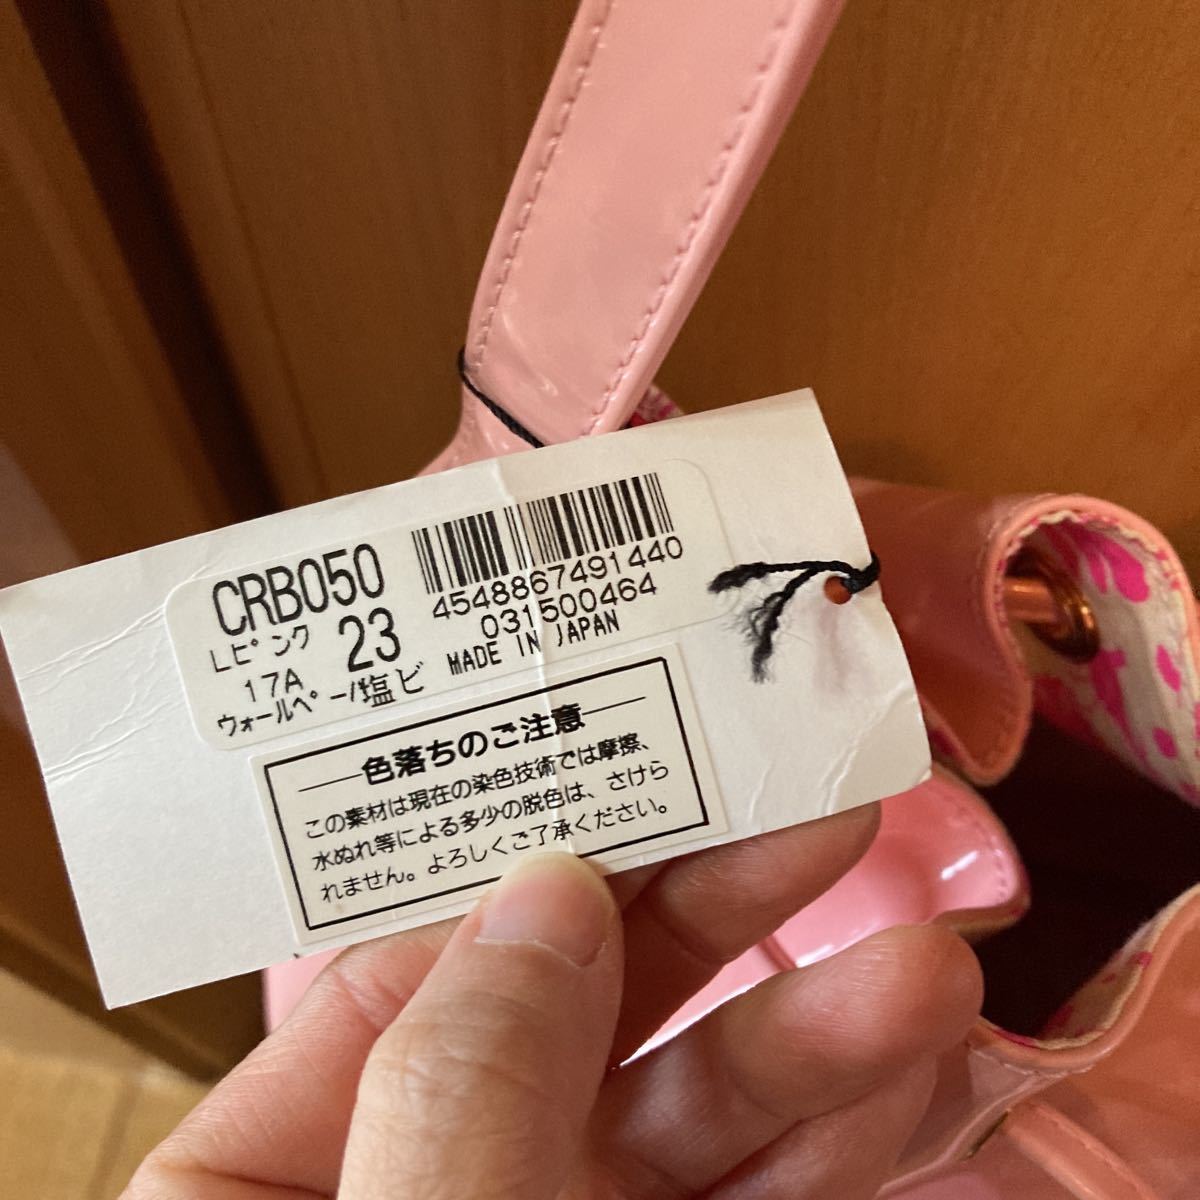 CRB050
Lピンク 23
17A
ウォールペー/塩ビ
4548867491440
031500464
MADE IN JAPAN
色落ちのご注意
この素材は現在の染色技術では摩擦、
水ぬれ等による多少の脱色は、さけら
れません。よろしくご了承ください。